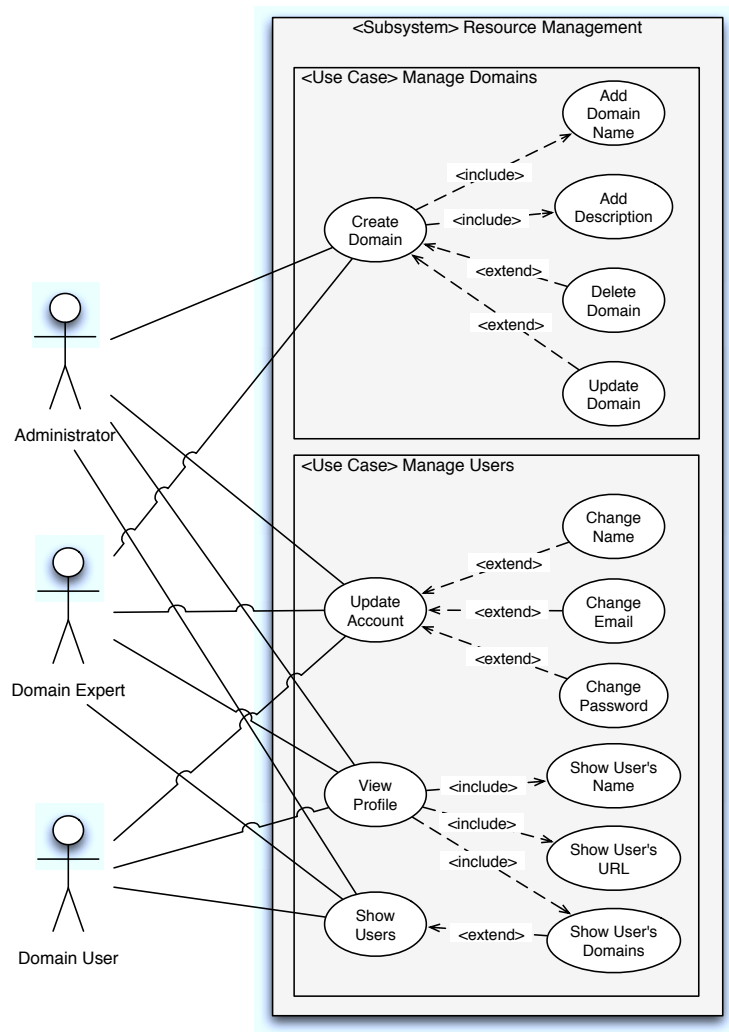 <Subsystem> Resource Management
<Use Case> Manage Domains
Add
Domain
Name
<include>
Create
Domain
<include>
Add
Description
<extend>
Delete
Domain
<extend>
Update
Domain
Administrator
<Use Case> Manage Users
Change
Name
<extend>
Update
Account
<extend>
Change
Email
<extend>
Change
Password
Domain Expert
View
Profile
<include>
Show User's
Name
<include>
Show User's
URL
<include>
Show
Users
<extend>
Show User's
Domains
Domain User